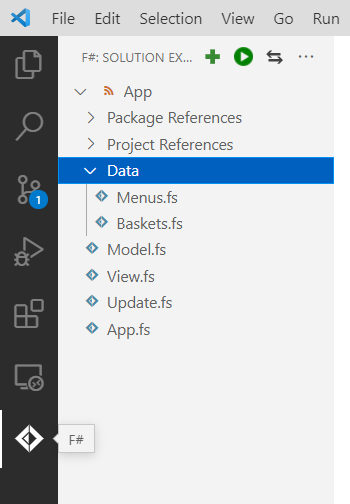 File Edit Selection View Go Run
F#: SOLUTION EX... 
App
Package References
Project References
Data
Menus.fs
Baskets.fs
Model.fs
View.fs
Update.fs
App.fs
1
F#